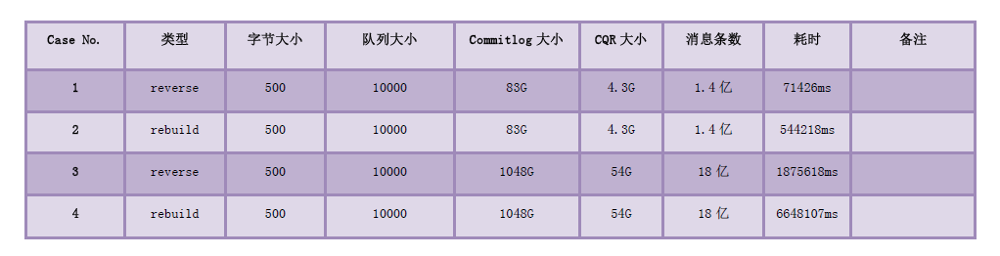 Case No. 类型 字节大小 队列大小 Commitlog 大小 CQR 大小 消息条数 耗时 备注
1 reverse 500 10000 83G 4.3G 1.4 亿 71426ms
2 rebuild 500 10000 83G 4.3G 1.4 亿 544218ms
3 reverse 500 10000 1048G 54G 18 亿 1875618ms
4 rebuild 500 10000 1048G 54G 18 亿 6648107ms